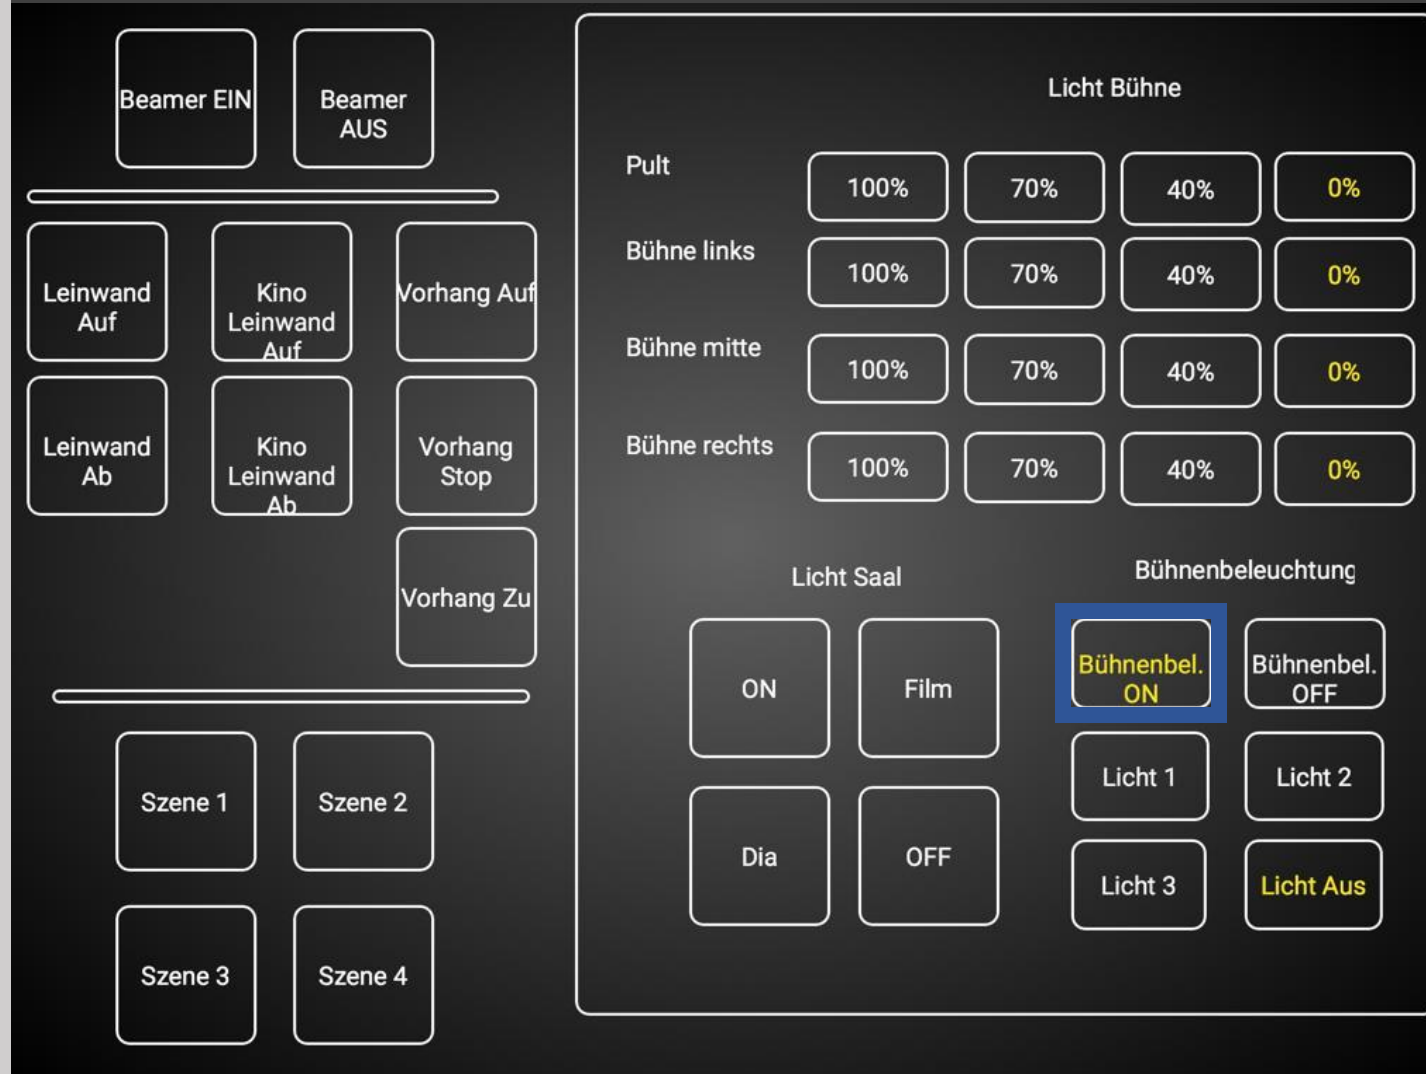 Beamer EIN
Beamer
AUS
Leinwand
Auf
Kino
Leinwand
Auf
Vorhang Auf
Leinwand
Ab
Kino
Leinwand
Ab
Vorhang
Stop
Vorhang Zu
Szene 1
Szene 2
Szene 3
Szene 4
Licht Bühne
Pult
100%
70%
40%
0%
Bühne links
100%
70%
40%
0%
Bühne mitte
100%
70%
40%
0%
Bühne rechts
100%
70%
40%
0%
Licht Saal
ON
Film
Dia
OFF
Bühnenbeleuchtung
Bühnenbel.
ON
Bühnenbel.
OFF
Licht 1
Licht 2
Licht 3
Licht Aus